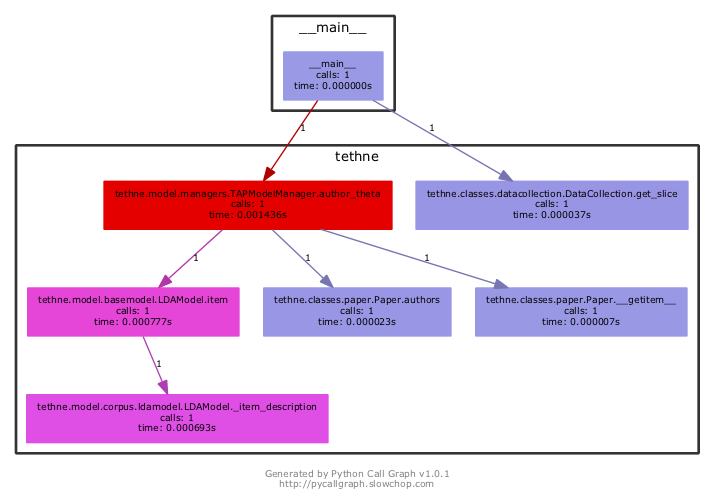 __main__
__main__
calls: 1
time: 0.000000s
1
1
tethne
tethne.model.managers.TAPModelManager.author_theta
calls: 1
time: 0.001436s
tethne.classes.datacollection.DataCollection.get_slice
calls: 1
time: 0.000037s
1
1
1
tethne.model.basemodel.LDAModel.item
calls: 1
time: 0.000777s
tethne.classes.paper.Paper.authors
calls: 1
time: 0.000023s
tethne.classes.paper.Paper.__getitem__
calls: 1
time: 0.000007s
1
tethne.model.corpus.ldamodel.LDAModel._item_description
calls: 1
time: 0.000693s
Generated by Python Call Graph v1.0.1
http://pycallgraph.slowchop.com